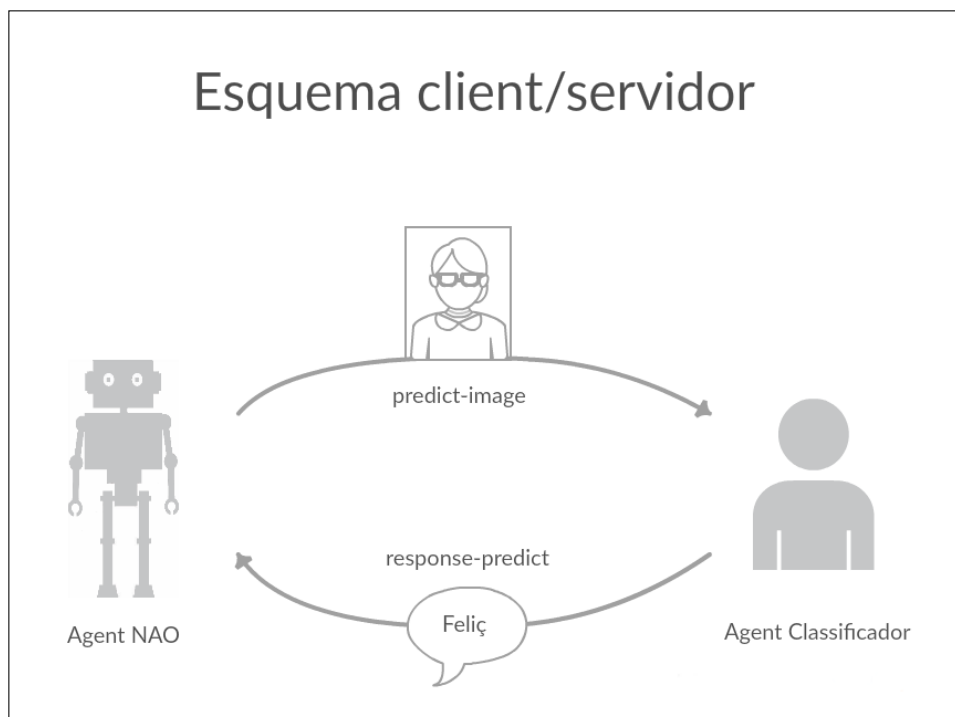 Esquema client/servidor
predict-image
response-predict
Feliç
Agent NAO
Agent Classificador